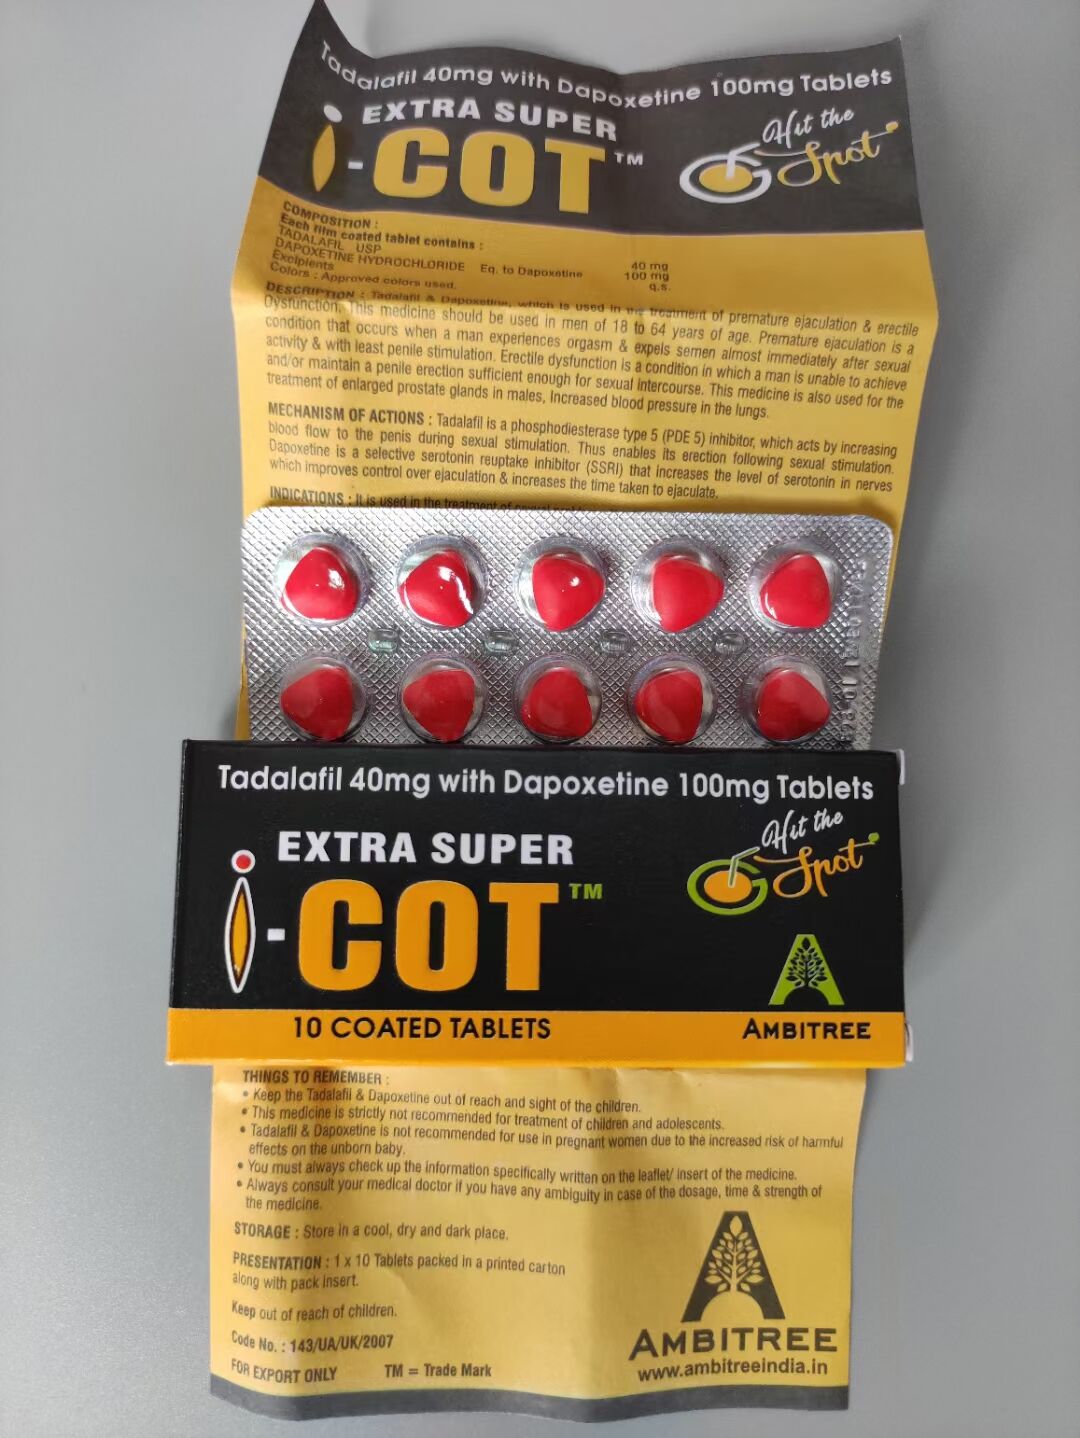 Tadalafil 40mg with Dapoxetine 100mg Tablets
EXTRA SUPER
i-COT™
Hit the
Spot
COMPOSITION :
Each film coated tablet contains :
TADALAFIL USP 40 mg
DAPOXETINE HYDROCHLORIDE Eq. to Dapoxetine 100 mg
Excipients q.s.
Colors : Approved colors used.
DESCRIPTION : Tadalafil & Dapoxetine, which is used in the treatment of premature ejaculation & erectile
Dysfunction. This medicine should be used in men of 18 to 64 years of age. Premature ejaculation is a
condition that occurs when a man experiences orgasm & expels semen almost immediately after sexual
activity & with least penile stimulation. Erectile dysfunction is a condition in which a man is unable to achieve
and/or maintain a penile erection sufficient enough for sexual intercourse. This medicine is also used for the
treatment of enlarged prostate glands in males, Increased blood pressure in the lungs.
MECHANISM OF ACTIONS : Tadalafil is a phosphodiesterase type 5 (PDE 5) inhibitor, which acts by increasing
blood flow to the penis during sexual stimulation. Thus enables its erection following sexual stimulation.
Dapoxetine is a selective serotonin reuptake inhibitor (SSRI) that increases the level of serotonin in nerves
which improves control over ejaculation & increases the time taken to ejaculate.
INDICATIONS : It is used in the treatment of
Tadalafil 40mg with Dapoxetine 100mg Tablets
EXTRA SUPER
i-COT™
Hit the
Spot
10 COATED TABLETS
AMBITREE
THINGS TO REMEMBER :
• Keep the Tadalafil & Dapoxetine out of reach and sight of the children.
• This medicine is strictly not recommended for treatment of children and adolescents.
• Tadalafil & Dapoxetine is not recommended for use in pregnant women due to the increased risk of harmful
effects on the unborn baby.
• You must always check up the information specifically written on the leaflet/ insert of the medicine.
• Always consult your medical doctor if you have any ambiguity in case of the dosage, time & strength of
the medicine.
STORAGE : Store in a cool, dry and dark place.
PRESENTATION : 1 x 10 Tablets packed in a printed carton
along with pack insert.
Keep out of reach of children.
Code No. : 143/UA/UK/2007
FOR EXPORT ONLY TM = Trade Mark
AMBITREE
www.ambitreeindia.in